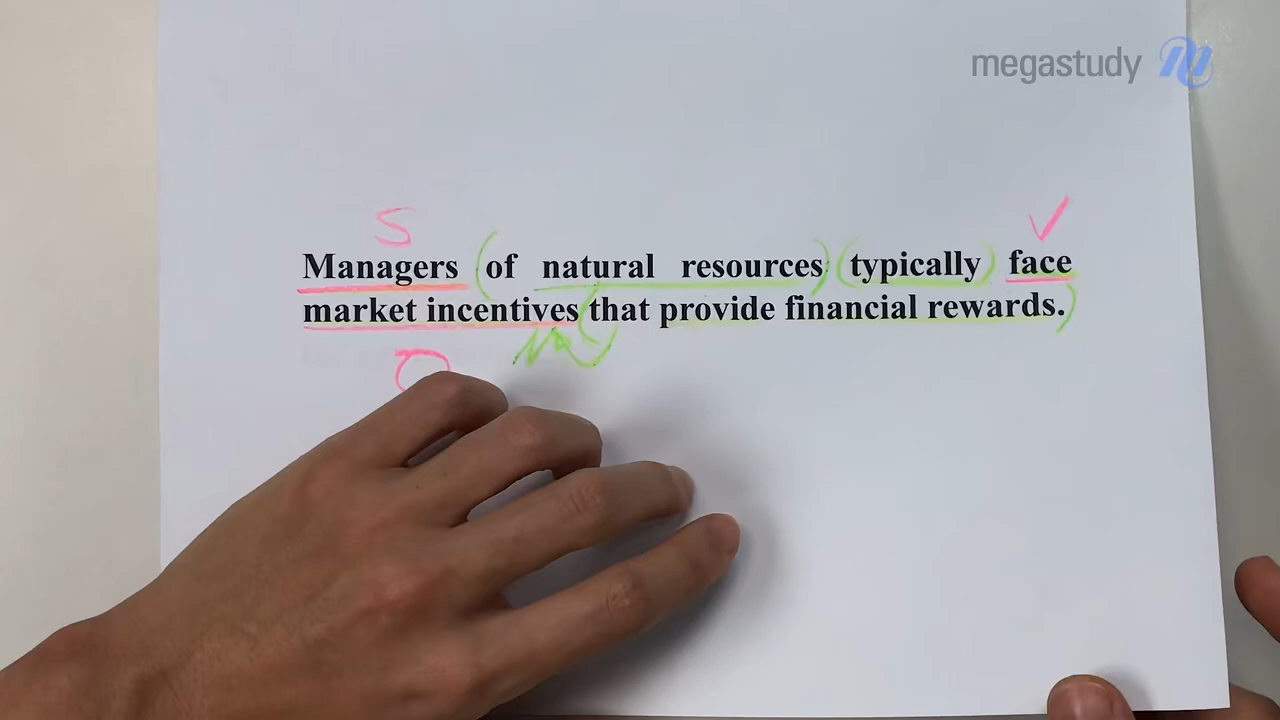 megastudy
S
Managers (of natural resources) (typically) face
market incentives (that provide financial rewards.)
O